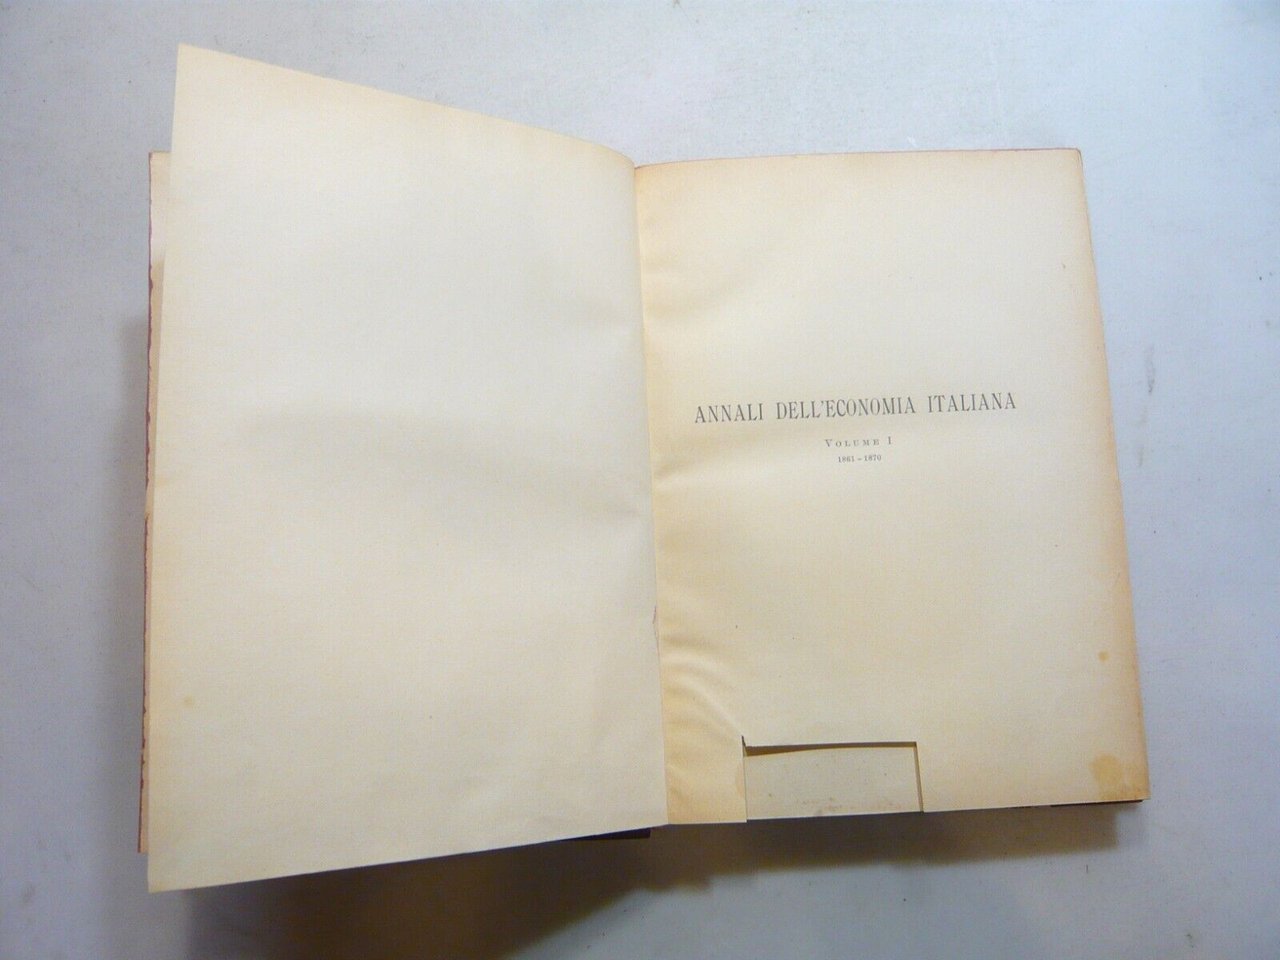 ANNALI DELL'ECONOMIA ITALIANA
VOLUME I
1861 - 1870